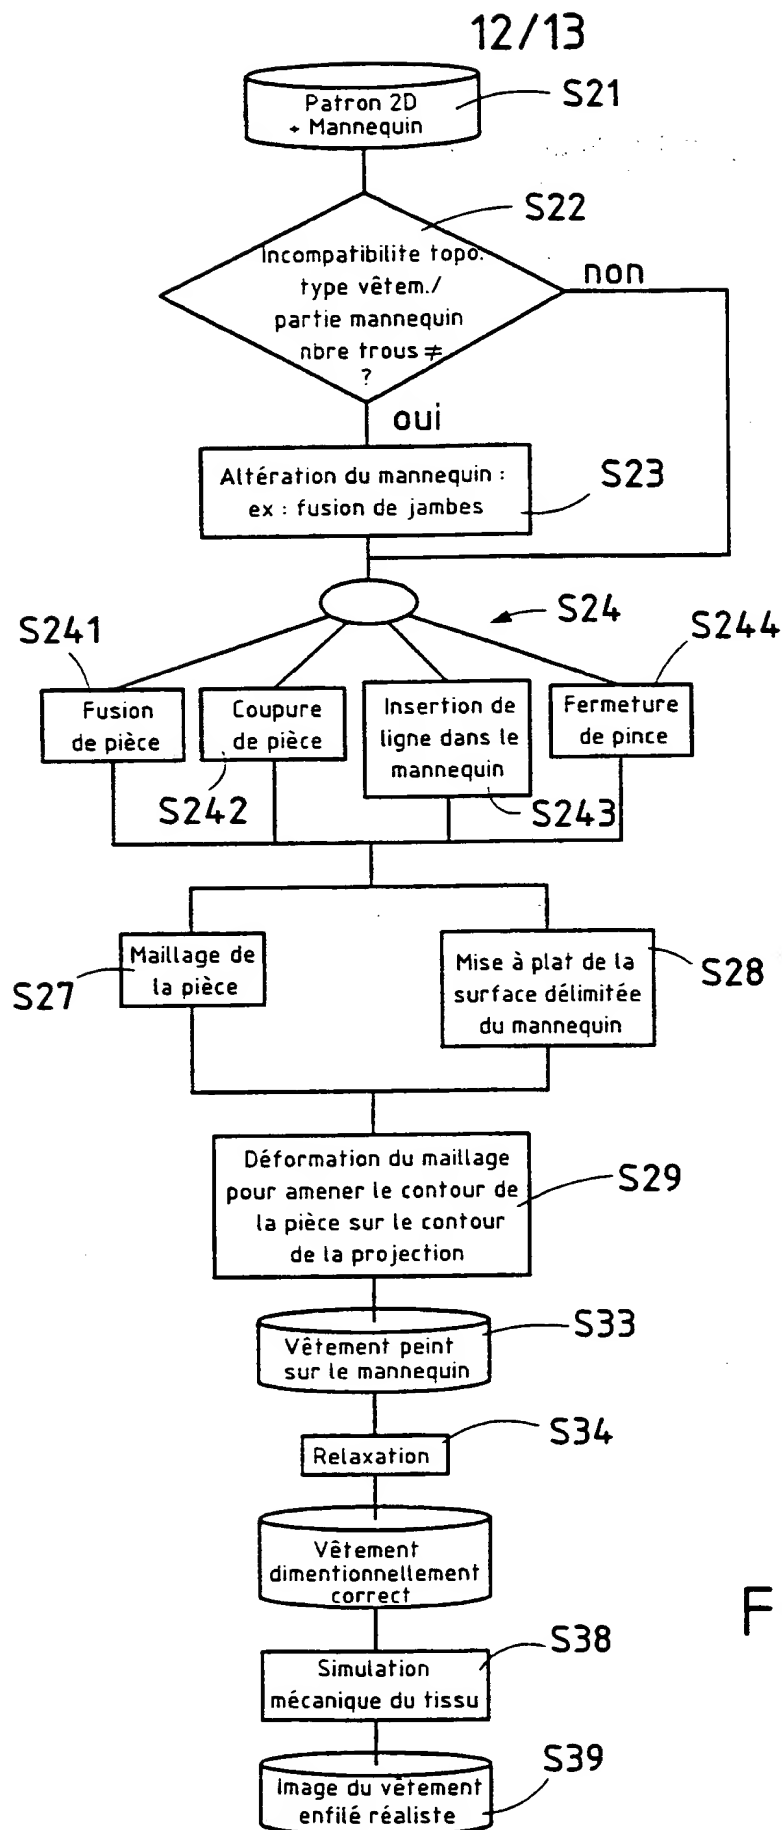 12/13
Patron 2D
+ Mannequin
S21
S22
Incompatibilite topo.
type vêtem./
partie mannequin
nbre trous ≠
?
non
oui
Altération du mannequin :
ex : fusion de jambes
S23
S24
S241
S244
Fusion
de pièce
Coupure
de pièce
Insertion de
ligne dans le
mannequin
Fermeture
de pince
S242
S243
Maillage de
la pièce
S27
Mise à plat de la
surface délimitée
du mannequin
S28
Déformation du maillage
pour amener le contour de
la pièce sur le contour
de la projection
S29
Vêtement peint
sur le mannequin
S33
Relaxation
S34
Vêtement
dimentionnellement
correct
F
Simulation
mécanique du tissu
S38
Image du vêtement
enfilé réaliste
S39